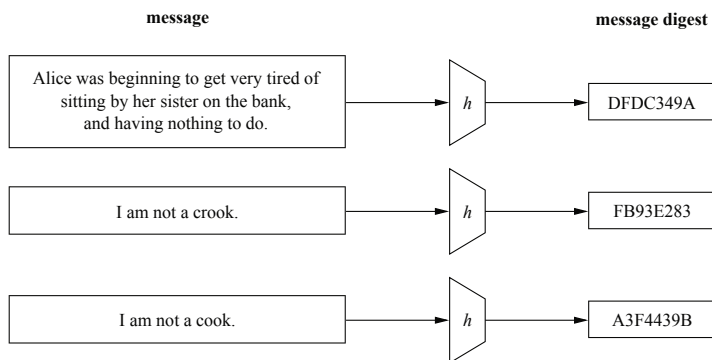 message
message digest
Alice was beginning to get very tired of
sitting by her sister on the bank,
and having nothing to do.
h
DFDC349A
I am not a crook.
h
FB93E283
I am not a cook.
h
A3F4439B